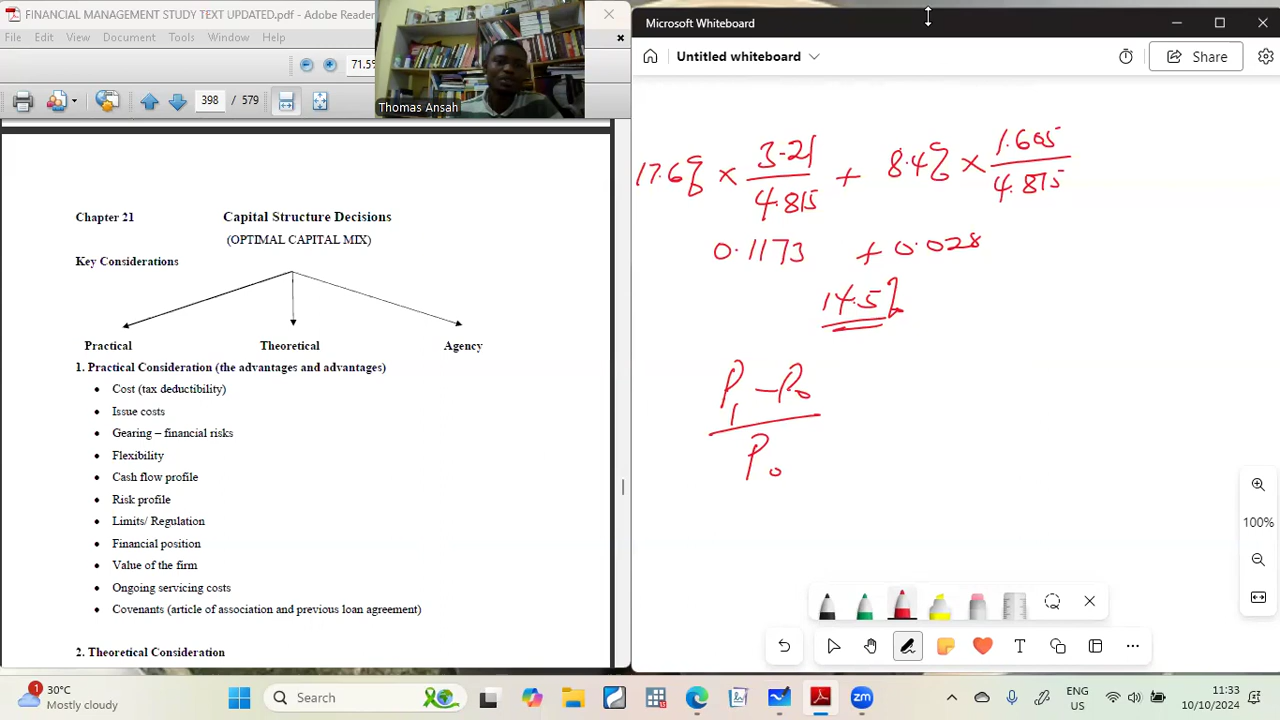 FINANCIAL MANAGEMENT STUDY TEXT UPDATED.pdf - Adobe Reader
File Edit View Document Tools Window Help
398 / 579
71.5%
Thomas Ansah
Chapter 21 Capital Structure Decisions
(OPTIMAL CAPITAL MIX)
Key Considerations
Practical Theoretical Agency
1. Practical Consideration (the advantages and advantages)
• Cost (tax deductibility)
• Issue costs
• Gearing – financial risks
• Flexibility
• Cash flow profile
• Risk profile
• Limits/ Regulation
• Financial position
• Value of the firm
• Ongoing servicing costs
• Covenants (article of association and previous loan agreement)
2. Theoretical Consideration
Microsoft Whiteboard
Untitled whiteboard
Share
17.6% × 3.21/4.815 + 8.4% × 1.605/4.815
0.1173 + 0.028
14.5%
P1 – P0
P0
100%
1
30°C
Mostly cloudy
Search
zm
ENG
US
11:33
10/10/2024